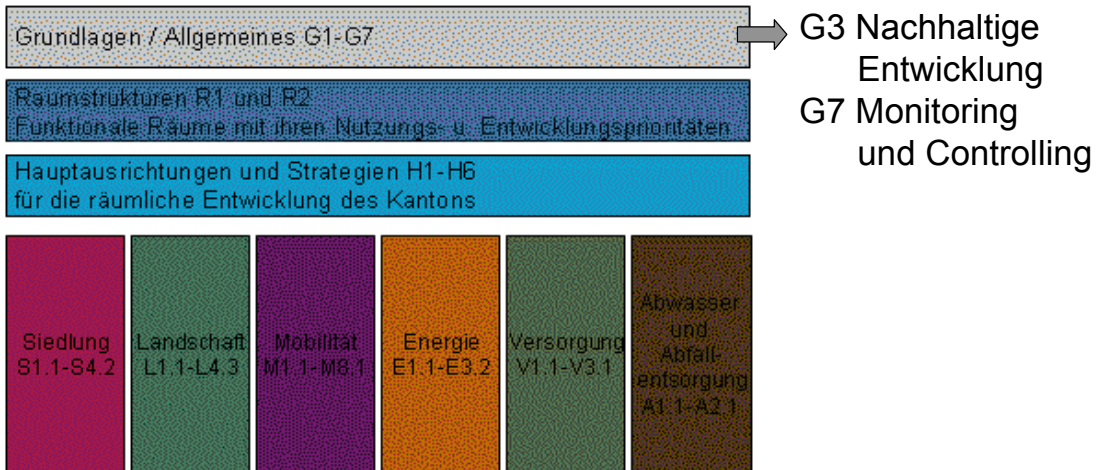 Grundlagen / Allgemeines G1-G7
G3 Nachhaltige
Entwicklung
G7 Monitoring
und Controlling
Raumstrukturen R1 und R2
Funktionale Räume mit ihren Nutzungs- u. Entwicklungsprioritäten
Hauptausrichtungen und Strategien H1-H6
für die räumliche Entwicklung des Kantons
Siedlung
S1.1-S4.2
Landschaft
L1.1-L4.3
Mobilität
M1.1-M8.1
Energie
E1.1-E3.2
Versorgung
V1.1-V3.1
Abwasser
und
Abfall-
entsorgung
A1.1-A2.1